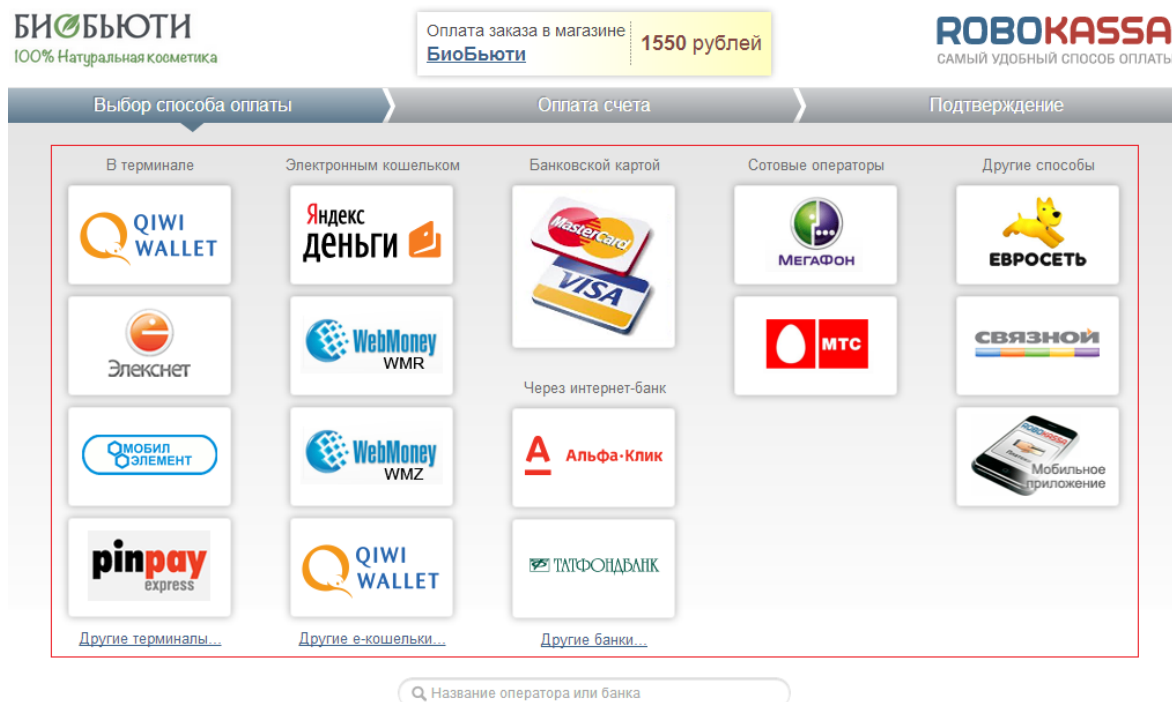 БИОБЬЮТИ
100% Натуральная косметика
Оплата заказа в магазине
БиоБьюти
1550 рублей
ROBOKASSA
САМЫЙ УДОБНЫЙ СПОСОБ ОПЛАТЫ
Выбор способа оплаты
Оплата счета
Подтверждение
В терминале
QIWI
WALLET
Элекснет
МОБИЛ
ЭЛЕМЕНТ
pinpay
express
Другие терминалы...
Электронным кошельком
Яндекс
деньги
WebMoney
WMR
WebMoney
WMZ
QIWI
WALLET
Другие е-кошельки...
Банковской картой
MasterCard
VISA
Через интернет-банк
А Альфа·Клик
ТАТФОНДБАНК
Другие банки...
Сотовые операторы
МЕГАФОН
МТС
Другие способы
ЕВРОСЕТЬ
СВЯЗНОЙ
ROBOKASSA
Мобильное
приложение
Название оператора или банка